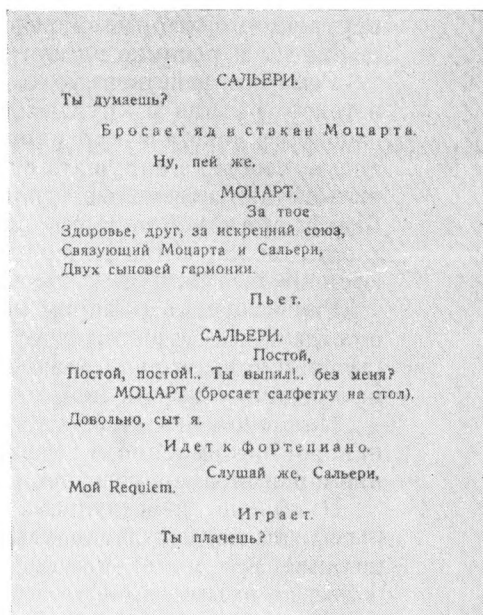 САЛЬЕРИ.
Ты думаешь?
Бросает яд в стакан Моцарта.
Ну, пей же.
МОЦАРТ.
За твое
Здоровье, друг, за искренний союз,
Связующий Моцарта и Сальери,
Двух сыновей гармонии.
Пьет.
САЛЬЕРИ.
Постой,
Постой, постой!.. Ты выпил!.. без меня?
МОЦАРТ (бросает салфетку на стол).
Довольно, сыт я.
Идет к фортепиано.
Слушай же, Сальери,
Мой Requiem.
Играет.
Ты плачешь?